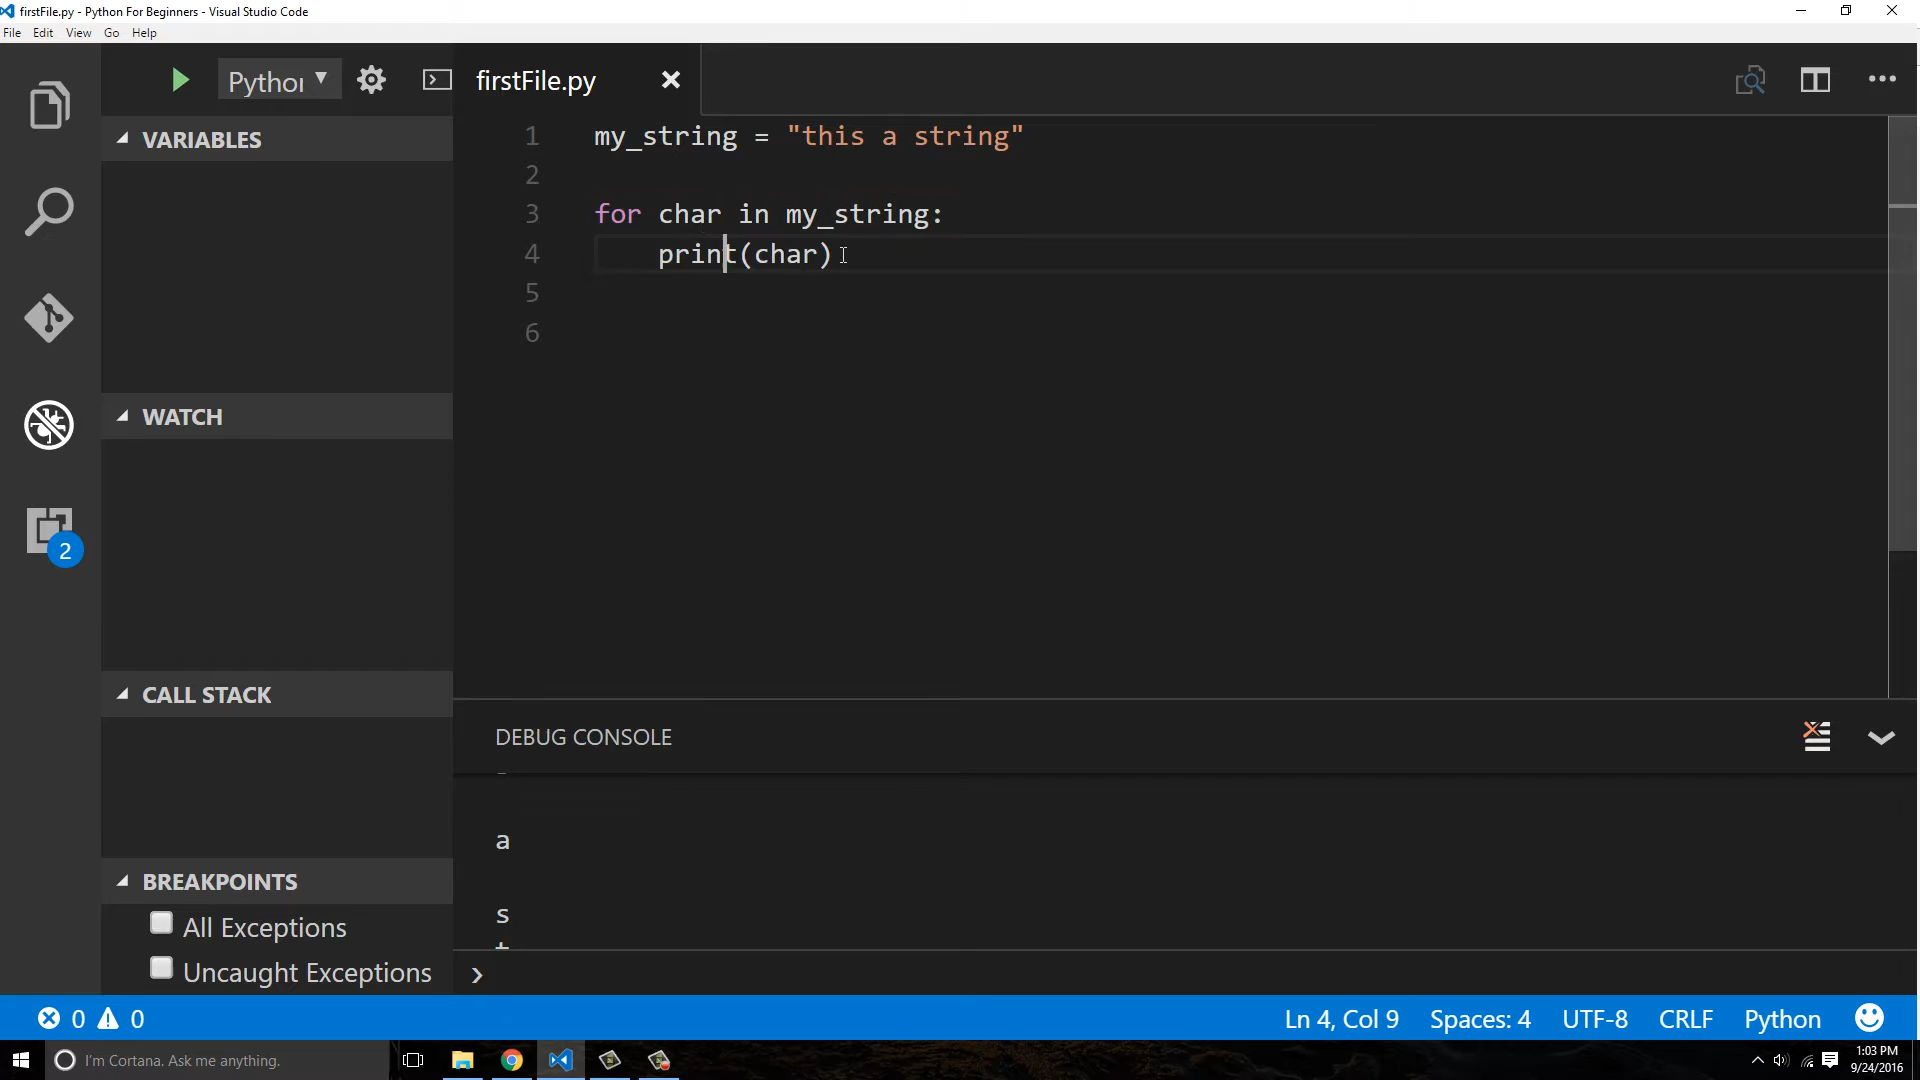 firstFile.py - Python For Beginners - Visual Studio Code
File Edit View Go Help
Pythor
firstFile.py
VARIABLES
1 my_string = "this a string"
2
3 for char in my_string:
4 print(char)
5
6
WATCH
CALL STACK
DEBUG CONSOLE
a
s
BREAKPOINTS
All Exceptions
Uncaught Exceptions
2
0 0
Ln 4, Col 9 Spaces: 4 UTF-8 CRLF Python
I'm Cortana. Ask me anything.
1:03 PM
9/24/2016